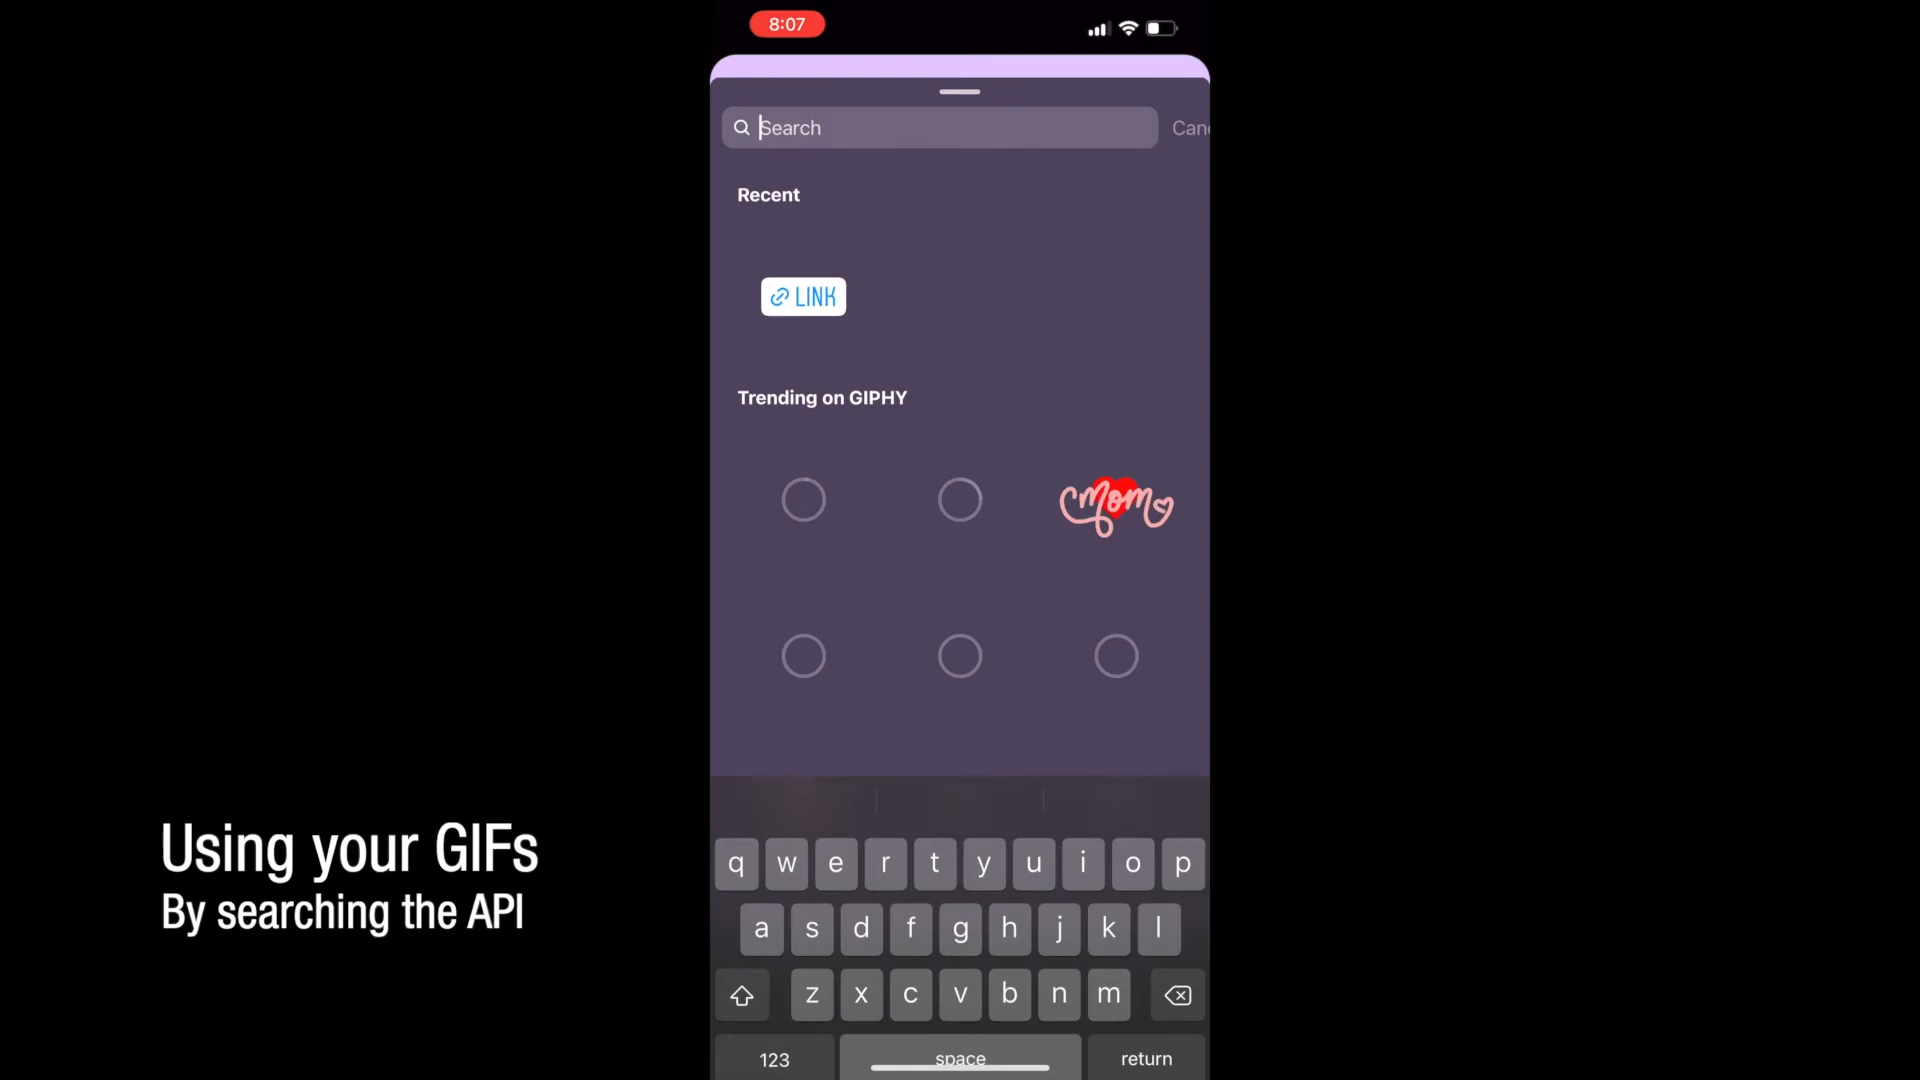 8:07
Search
Canc
Recent
LINK
Trending on GIPHY
Mom
Using your GIFs
By searching the API
q w e r t y u i o p
a s d f g h j k l
z x c v b n m
123 space return